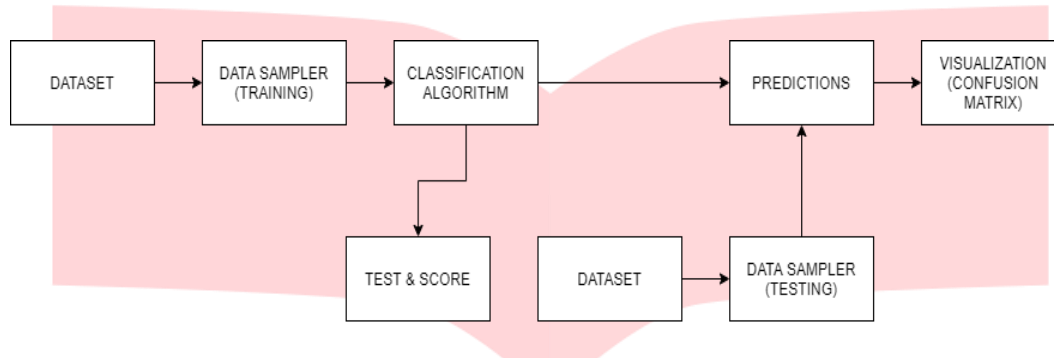 DATASET
DATA SAMPLER
(TRAINING)
CLASSIFICATION
ALGORITHM
PREDICTIONS
VISUALIZATION
(CONFUSION
MATRIX)
TEST & SCORE
DATASET
DATA SAMPLER
(TESTING)